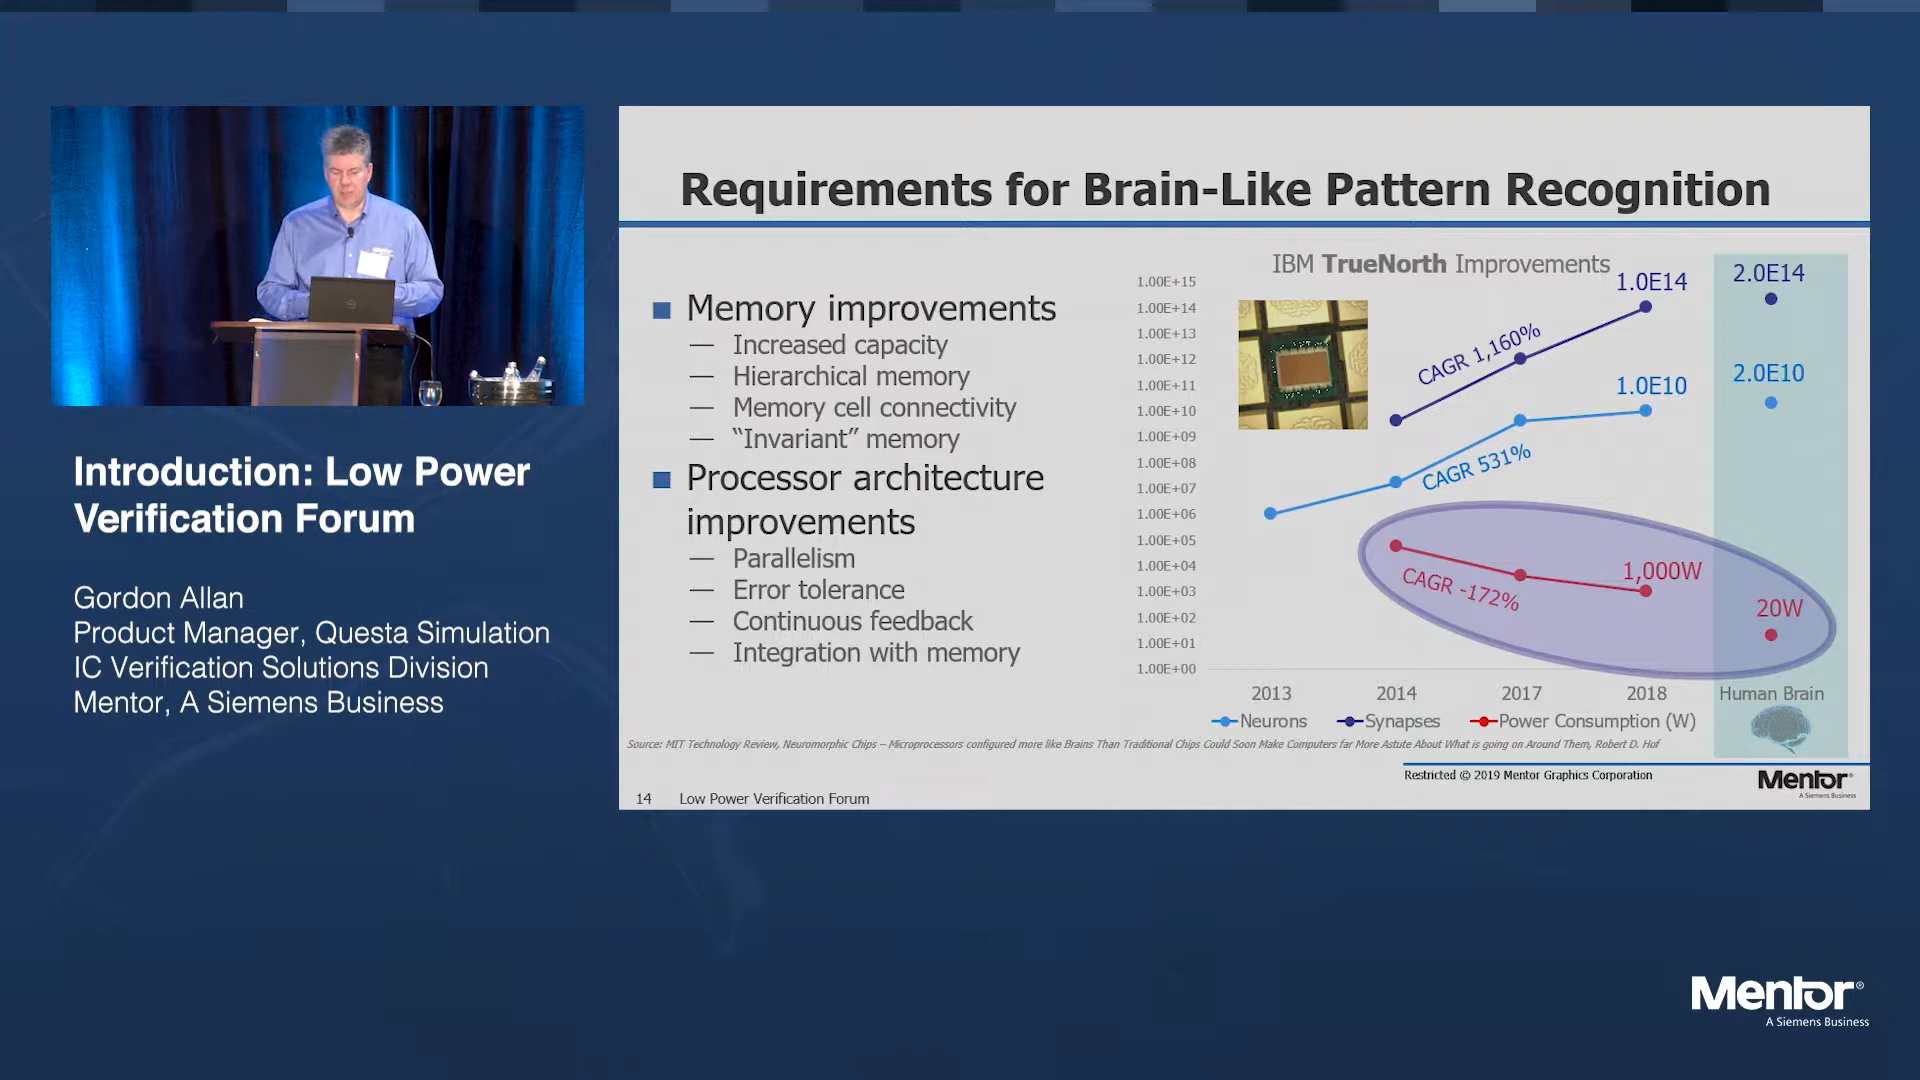 Introduction: Low Power
Verification Forum
Gordon Allan
Product Manager, Questa Simulation
IC Verification Solutions Division
Mentor, A Siemens Business
Requirements for Brain-Like Pattern Recognition
Memory improvements
— Increased capacity
— Hierarchical memory
— Memory cell connectivity
— “Invariant” memory
Processor architecture
improvements
— Parallelism
— Error tolerance
— Continuous feedback
— Integration with memory
IBM TrueNorth Improvements
1.00E+15
1.00E+14
1.00E+13
1.00E+12
1.00E+11
1.00E+10
1.00E+09
1.00E+08
1.00E+07
1.00E+06
1.00E+05
1.00E+04
1.00E+03
1.00E+02
1.00E+01
1.00E+00
1.0E14
2.0E14
CAGR 1,160%
1.0E10
2.0E10
CAGR 531%
1,000W
CAGR -172%
20W
2013 2014 2017 2018 Human Brain
Neurons Synapses Power Consumption (W)
Source: MIT Technology Review, Neuromorphic Chips – Microprocessors configured more like Brains Than Traditional Chips Could Soon Make Computers far More Astute About What is going on Around Them, Robert D. Hof
Restricted © 2019 Mentor Graphics Corporation
Mentor®
A Siemens Business
14 Low Power Verification Forum
Mentor®
A Siemens Business